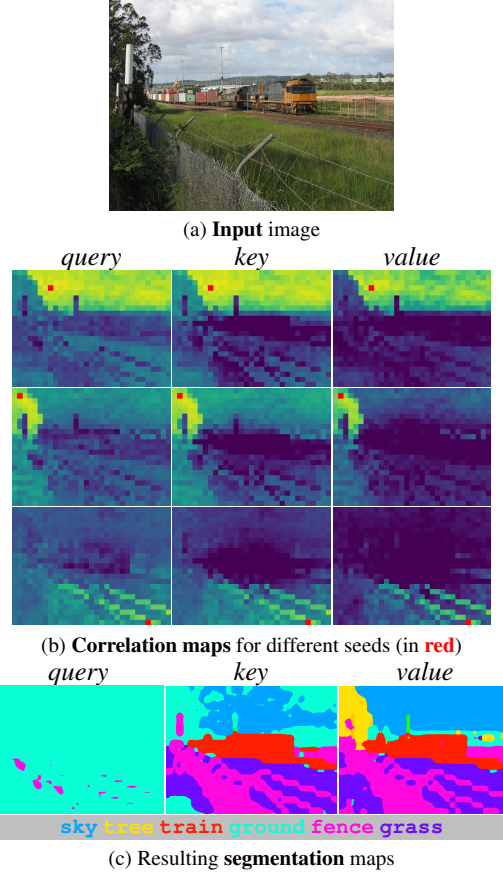 (a) Input image
query key value
(b) Correlation maps for different seeds (in red)
query key value
sky tree train ground fence grass
(c) Resulting segmentation maps